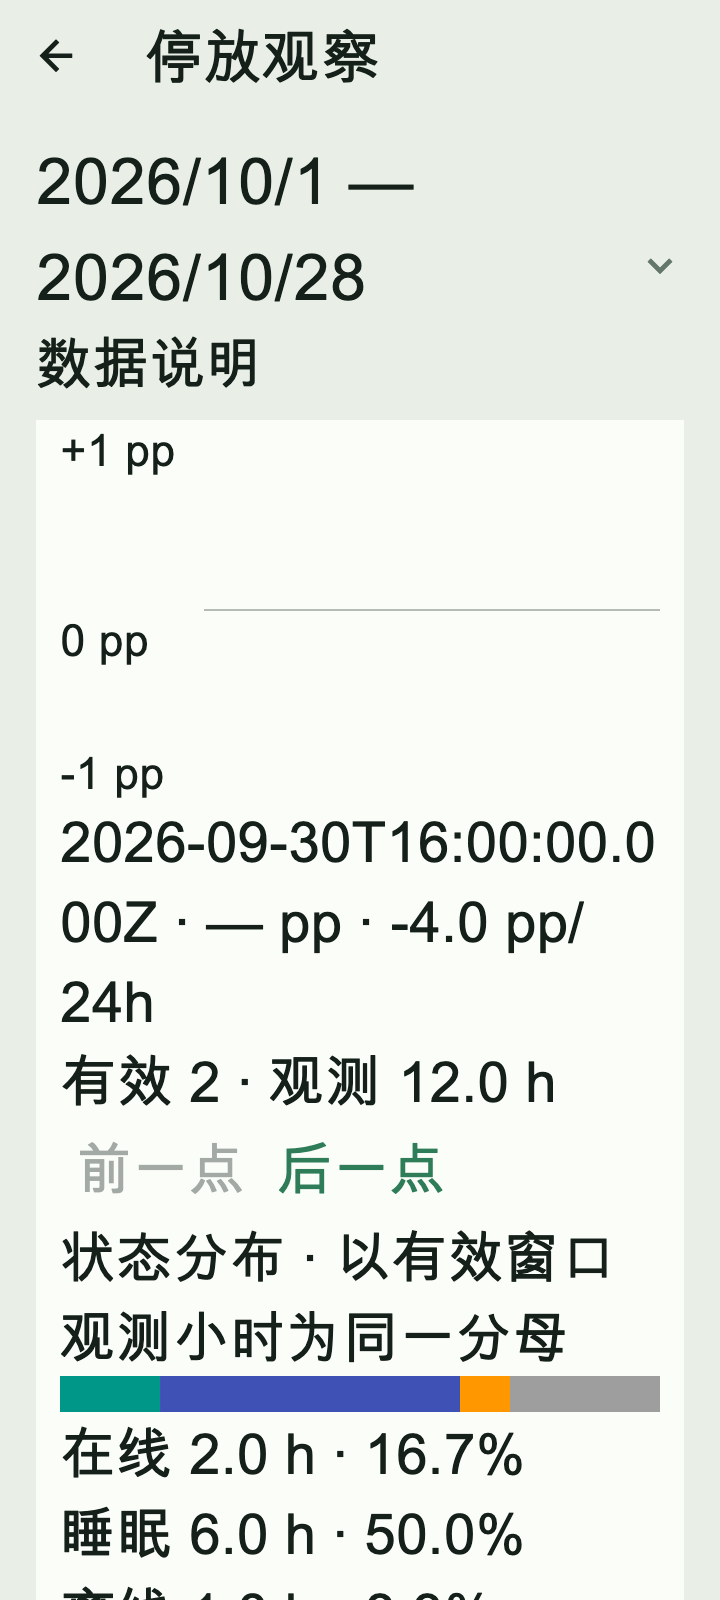 停放观察
2026/10/1 —
2026/10/28
数据说明
+1 pp
0 pp
-1 pp
2026-09-30T16:00:00.0
00Z · — pp · -4.0 pp/
24h
有效 2 · 观测 12.0 h
前一点 后一点
状态分布 · 以有效窗口
观测小时为同一分母
在线 2.0 h · 16.7%
睡眠 6.0 h · 50.0%